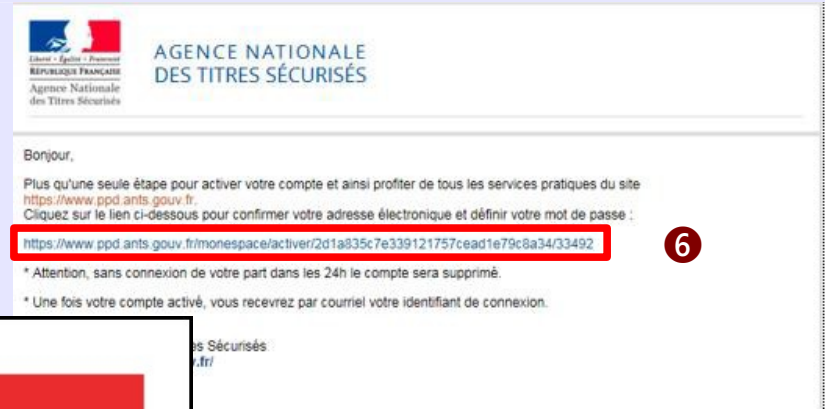 Liberté • Égalité • Fraternité
RÉPUBLIQUE FRANÇAISE
Agence Nationale
des Titres Sécurisés
AGENCE NATIONALE
DES TITRES SÉCURISÉS
Bonjour,
Plus qu'une seule étape pour activer votre compte et ainsi profiter de tous les services pratiques du site
https://www.ppd.ants.gouv.fr.
Cliquez sur le lien ci-dessous pour confirmer votre adresse électronique et définir votre mot de passe :
https://www.ppd.ants.gouv.fr/monespace/activer/2d1a835c7e339121757cead1e79c8a34/33492
6
* Attention, sans connexion de votre part dans les 24h le compte sera supprimé.
* Une fois votre compte activé, vous recevrez par courriel votre identifiant de connexion.
es Sécurisés
.fr/